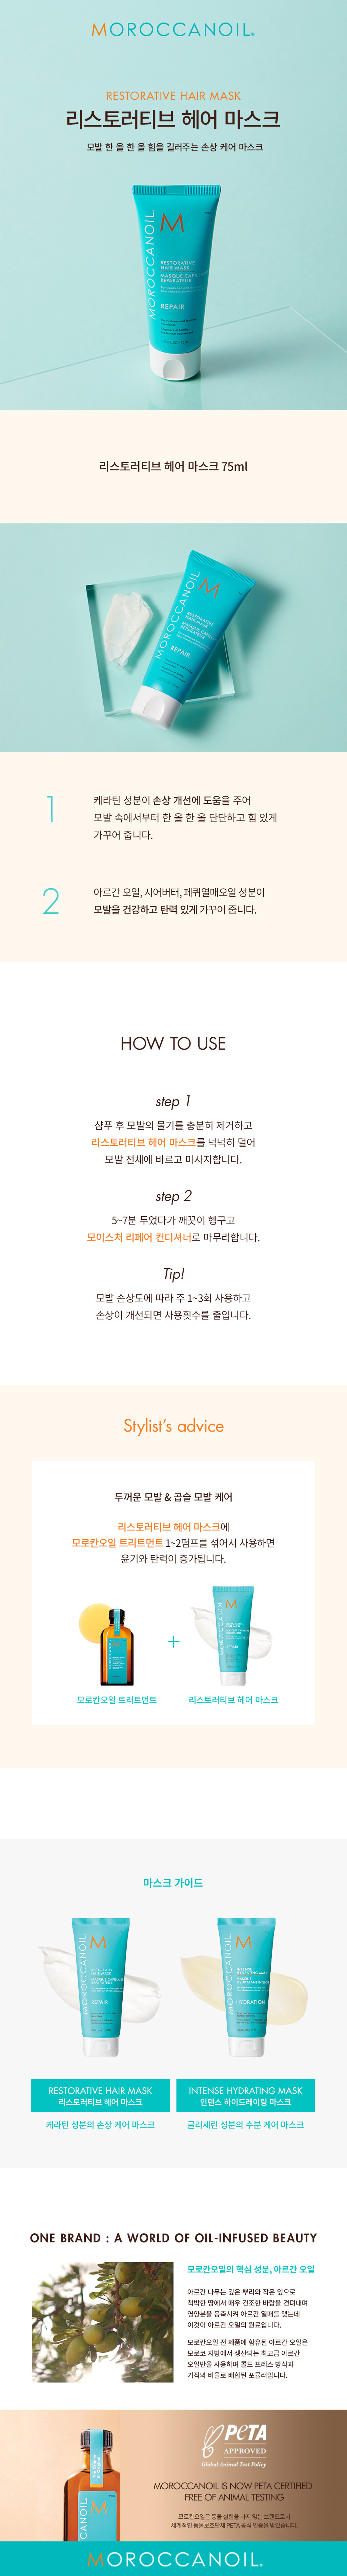 MOROCCANOIL®
RESTORATIVE HAIR MASK
리스토러티브 헤어 마스크
모발 한 올 한 올 힘을 길러주는 손상 케어 마스크
MOROCCANOIL
M
RESTORATIVE
HAIR MASK
MASQUE CAPILLAIRE
RÉPARATEUR
REPAIR
리스토러티브 헤어 마스크 75ml
MOROCCANOIL
M
RESTORATIVE
HAIR MASK
MASQUE CAPILLAIRE
RÉPARATEUR
REPAIR
1
케라틴 성분이 손상 개선에 도움을 주어
모발 속에서부터 한 올 한 올 단단하고 힘 있게
가꾸어 줍니다.
2
아르간 오일, 시어버터, 페퀴열매오일 성분이
모발을 건강하고 탄력 있게 가꾸어 줍니다.
HOW TO USE
step 1
샴푸 후 모발의 물기를 충분히 제거하고
리스토러티브 헤어 마스크를 넉넉히 덜어
모발 전체에 바르고 마사지합니다.
step 2
5~7분 두었다가 깨끗이 헹구고
모이스처 리페어 컨디셔너로 마무리합니다.
Tip!
모발 손상도에 따라 주 1~3회 사용하고
손상이 개선되면 사용횟수를 줄입니다.
Stylist's advice
두꺼운 모발 & 곱슬 모발 케어
리스토러티브 헤어 마스크에
모로칸오일 트리트먼트 1~2펌프를 섞어서 사용하면
윤기와 탄력이 증가됩니다.
+
모로칸오일 트리트먼트
리스토러티브 헤어 마스크
마스크 가이드
MOROCCANOIL
M
RESTORATIVE
HAIR MASK
REPAIR
MOROCCANOIL
M
INTENSE
HYDRATING MASK
HYDRATION
RESTORATIVE HAIR MASK
리스토러티브 헤어 마스크
INTENSE HYDRATING MASK
인텐스 하이드레이팅 마스크
케라틴 성분의 손상 케어 마스크
글리세린 성분의 수분 케어 마스크
ONE BRAND : A WORLD OF OIL-INFUSED BEAUTY
모로칸오일의 핵심 성분, 아르간 오일
아르간 나무는 깊은 뿌리와 작은 잎으로
척박한 땅에서 매우 건조한 바람을 견뎌내며
영양분을 응축시켜 아르간 열매를 맺는데
이것이 아르간 오일의 원료입니다.
모로칸오일 전 제품에 함유된 아르간 오일은
모로코 지방에서 생산되는 최고급 아르간
오일만을 사용하며 콜드 프레스 방식과
기적의 비율로 배합된 포뮬러입니다.
PETA
APPROVED
Global Animal Test Policy
MOROCCANOIL IS NOW PETA CERTIFIED
FREE OF ANIMAL TESTING
모로칸오일은 동물 실험을 하지 않는 브랜드로서
세계적인 동물보호단체 PETA 공식 인증을 받았습니다.
MOROCCANOIL®